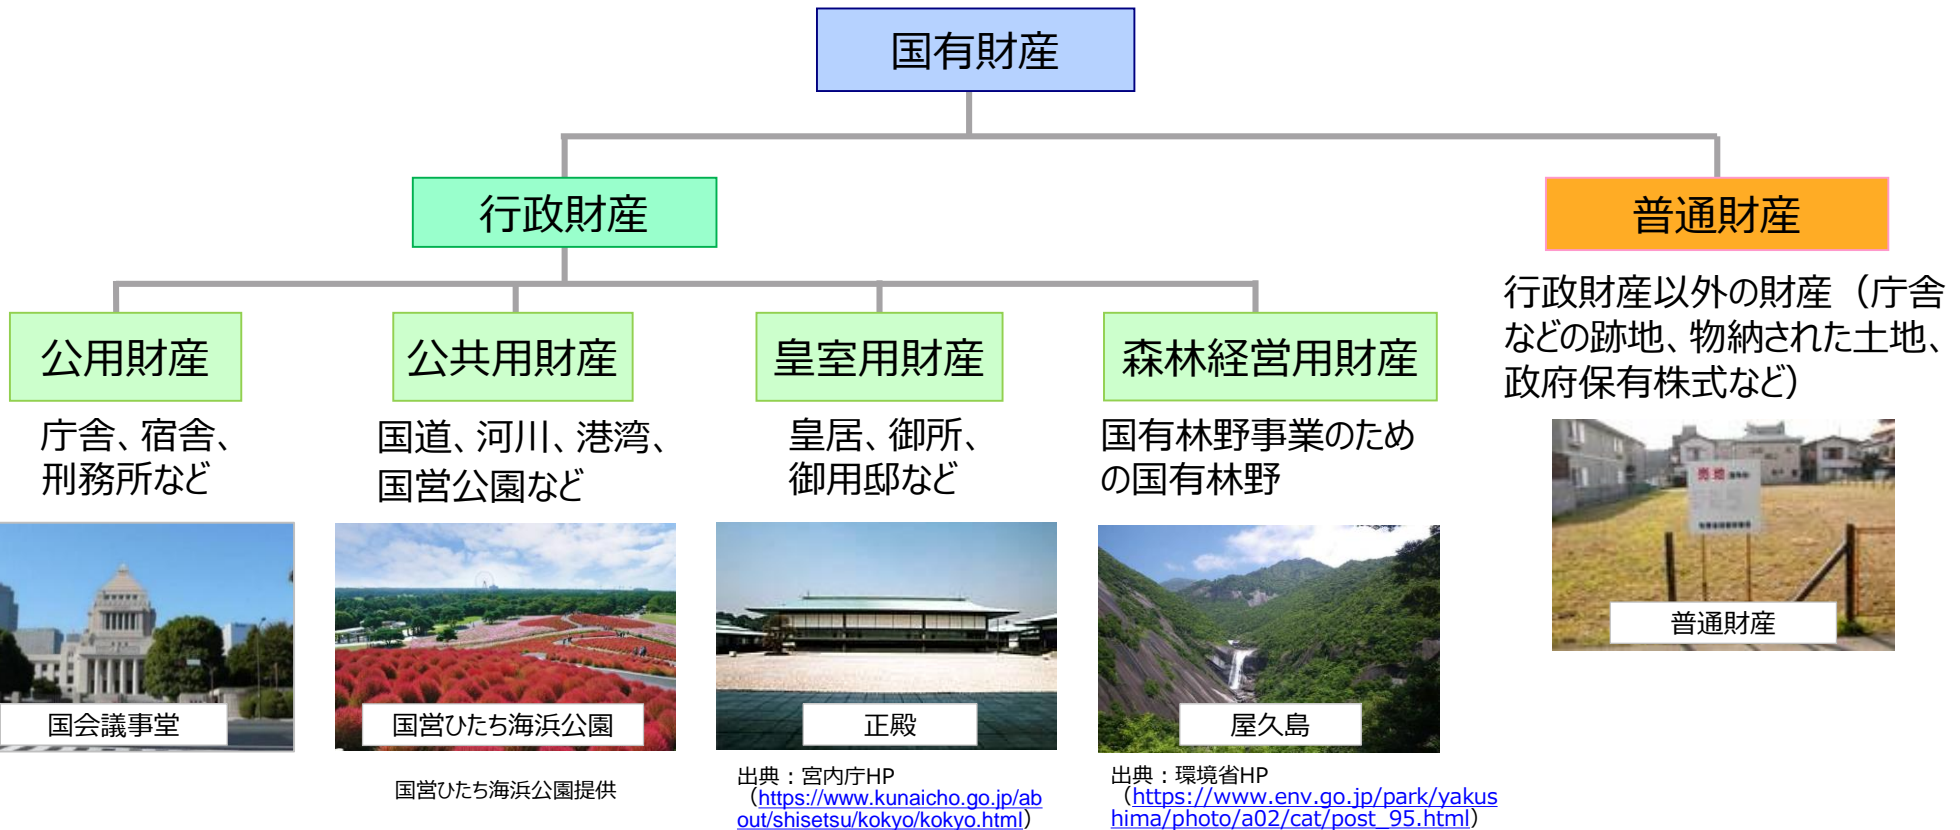 国有財産
行政財産
普通財産
公用財産
公共用財産
皇室用財産
森林経営用財産
行政財産以外の財産（庁舎
などの跡地、物納された土地、
政府保有株式など）
庁舎、宿舎、
刑務所など
国道、河川、港湾、
国営公園など
皇居、御所、
御用邸など
国有林野事業のため
の国有林野
売地
国会議事堂
国営ひたち海浜公園
正殿
屋久島
普通財産
国営ひたち海浜公園提供
出典：宮内庁HP
（https://www.kunaicho.go.jp/ab
out/shisetsu/kokyo/kokyo.html）
出典：環境省HP
（https://www.env.go.jp/park/yakus
hima/photo/a02/cat/post_95.html）